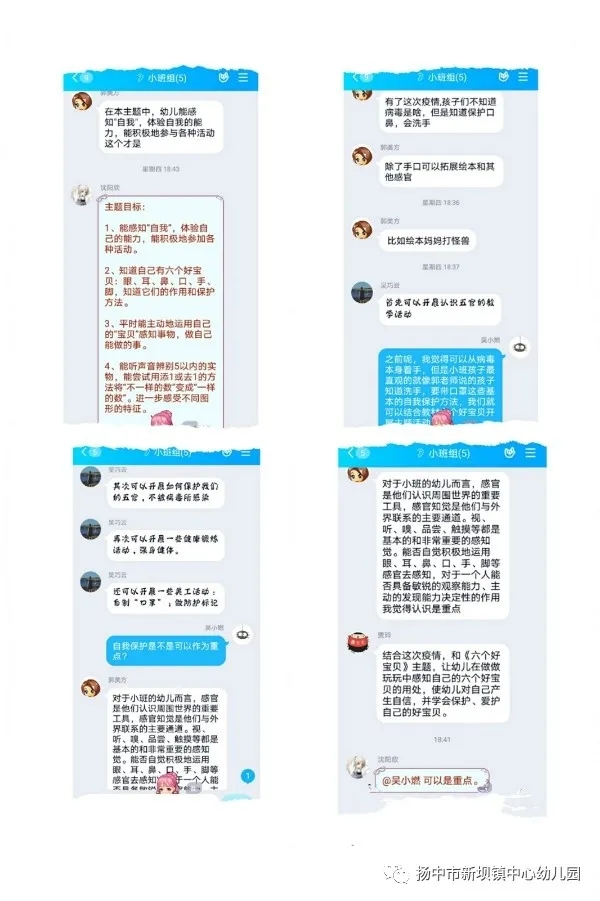 小班组(5)
郭美方
在本主题中，幼儿能感
知“自我”，体验自我的能
力，能积极地参与各种活动
这个才是
星期四 18:43
沈阳欣
主题目标：
1、能感知“自我”，体验自
己的能力，能积极地参加各
种活动。
2、知道自己有六个好宝
贝：眼、耳、鼻、口、手、
脚，知道它们的作用和保护
方法。
3、平时能主动地运用自己
的“宝贝”感知事物，做自己
能做的事。
4、能听声音辨别5以内的实
物，能尝试用添1或去1的方
法将“不一样的数”变成“一样
的数”。进一步感受不同图
形的特征。
小班组(5)
有了这次疫情,孩子们不知道
病毒是啥，但是知道保护口
鼻，会洗手
郭美方
除了手口可以拓展绘本和其
他感官
星期四 18:36
郭美方
比如绘本妈妈打怪兽
星期四 18:37
吴巧云
首先可以开展认识五官的教
学活动
吴小燃
之前呢，我觉得可以从病毒
本身着手，但是小班孩子最
直观的就像郭老师说的孩子
知道洗手，要带口罩这些基
本的自我保护方法，我们就
可以结合教材 个好宝贝开
展主题活动
小班组(5)
吴巧云
其次可以开展如何保护我们
的五官，不被病毒所感染
吴巧云
再次可以开展一些健康锻炼
活动，强身健体。
吴巧云
还可以开展一些美工活动：
自制“口罩”；做防护标记
吴小燃
自我保护是不是可以作为重
点？
郭美方
对于小班的幼儿而言，感官
是他们认识周围世界的重要
工具，感官知觉是他们与外
界联系的主要通道。视、
听、嗅、品尝、触摸等都是
基本的和非常重要的感知
觉。能否自觉积极地运用
眼、耳、鼻、口、手、脚等
感官去感知 对于一个人能
否具备敏锐的观察能力、主
1
小班组(5)
对于小班的幼儿而言，感官
是他们认识周围世界的重要
工具，感官知觉是他们与外
界联系的主要通道。视、
听、嗅、品尝、触摸等都是
基本的和非常重要的感知
觉。能否自觉积极地运用
眼、耳、鼻、口、手、脚等
感官去感知，对于一个人能
否具备敏锐的观察能力、主
动的发现能力决定性的作用
我觉得认识是重点
唐玲
结合这次疫情，和《六个好
宝贝》主题，让幼儿在做做
玩玩中感知自己的六个好宝
贝的用处，使幼儿对自己产
生自信，并学会保护、爱护
自己的好宝贝。
18:41
沈阳欣
@吴小燃 可以是重点。
扬中市新坝镇中心幼儿园